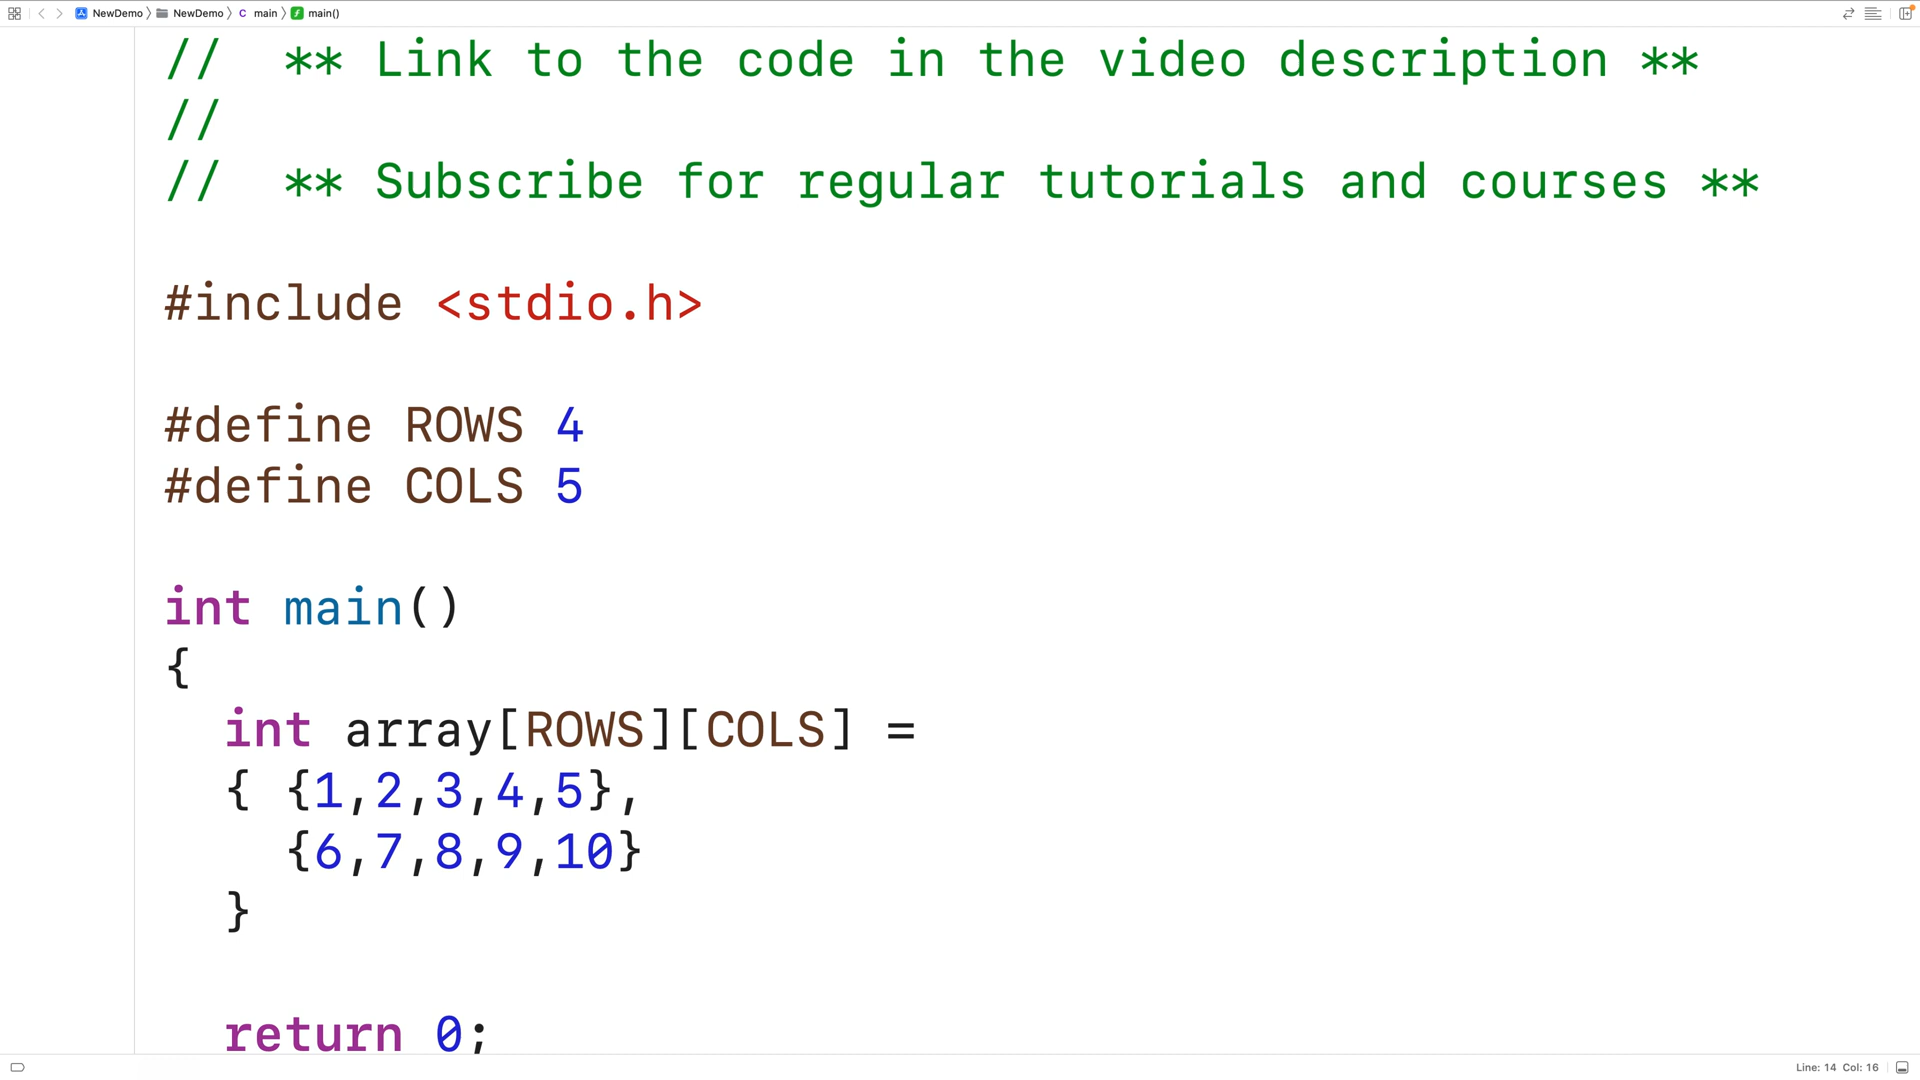 NewDemo NewDemo C main f main()
// ** Link to the code in the video description **
//
// ** Subscribe for regular tutorials and courses **
#include <stdio.h>
#define ROWS 4
#define COLS 5
int main()
{
int array[ROWS][COLS] =
{ {1,2,3,4,5},
{6,7,8,9,10}
}
return 0;
Line: 14 Col: 16